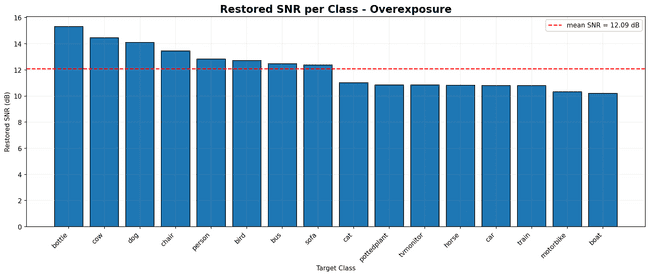 Restored SNR per Class - Overexposure
mean SNR = 12.09 dB
Restored SNR (dB)
16
14
12
10
8
6
4
2
0
bottle
cow
dog
chair
person
bird
bus
sofa
cat
pottedplant
tvmonitor
horse
car
train
motorbike
boat
Target Class